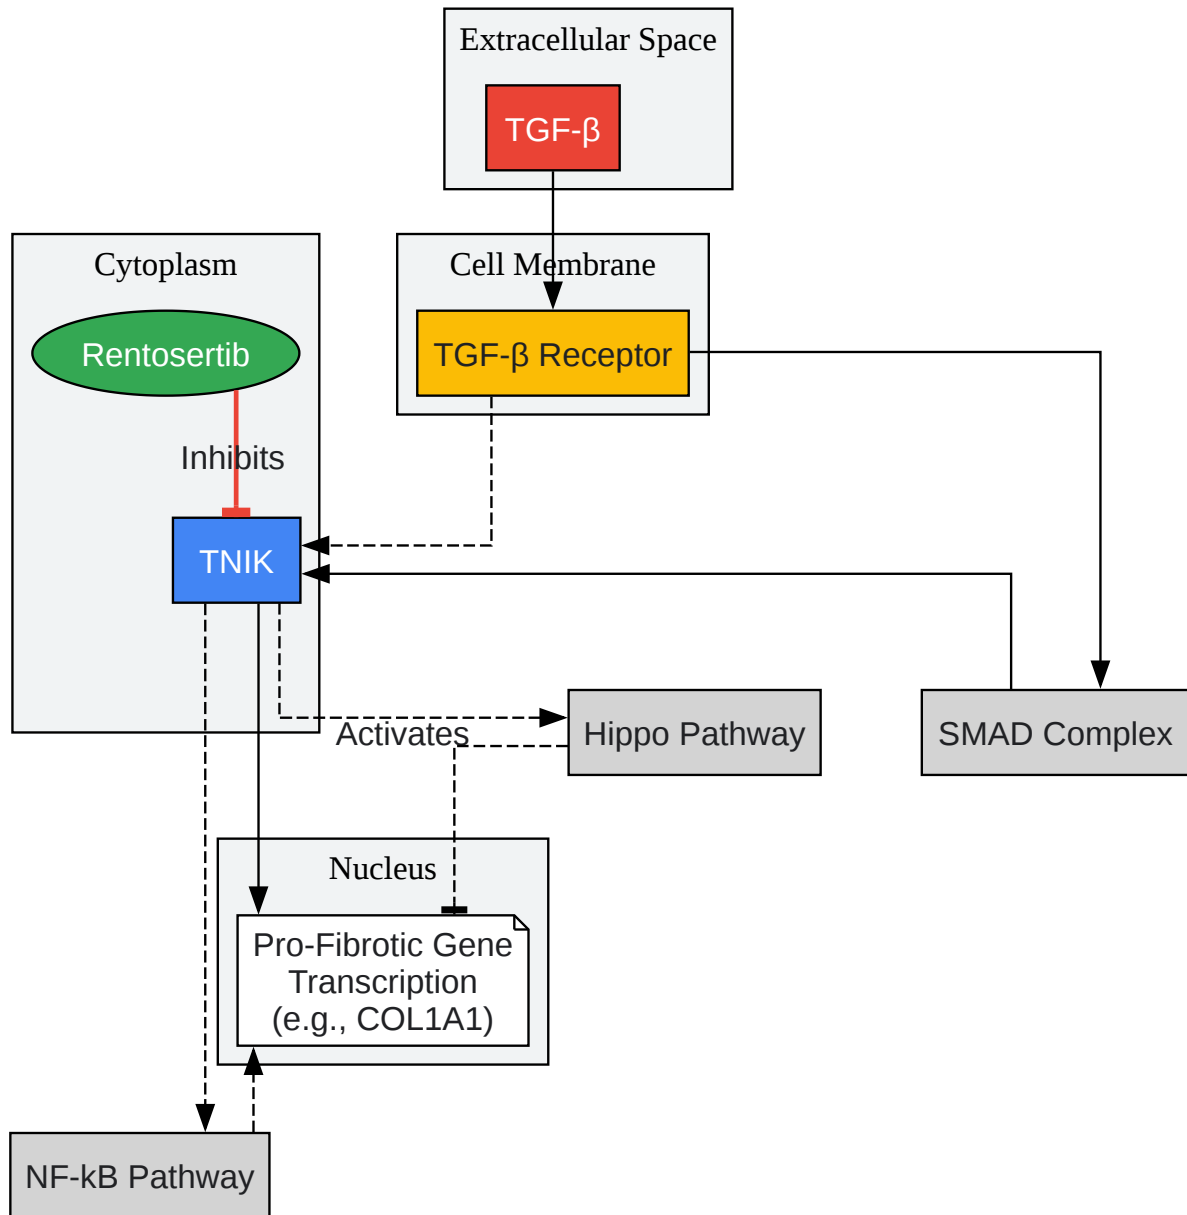 Extracellular Space
TGF-β
Cytoplasm
Cell Membrane
Rentosertib
TGF-β Receptor
Inhibits
TNIK
Activates
Hippo Pathway
SMAD Complex
Nucleus
Pro-Fibrotic Gene
Transcription
(e.g., COL1A1)
NF-kB Pathway